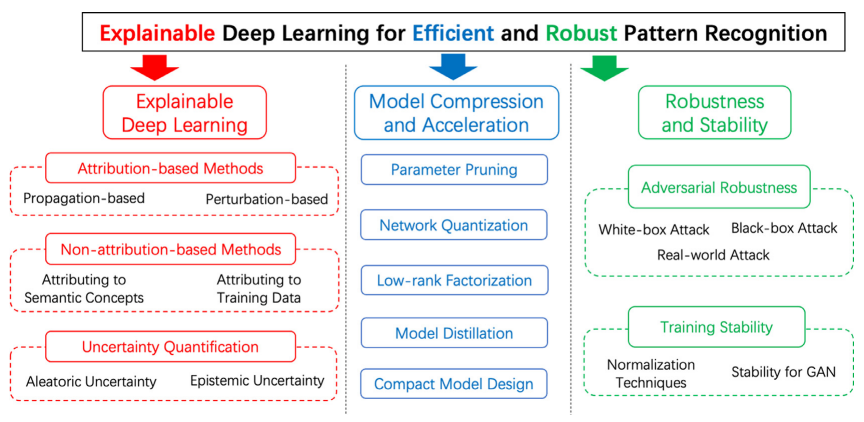 Explainable Deep Learning for Efficient and Robust Pattern Recognition
Explainable
Deep Learning
Attribution-based Methods
Propagation-based
Perturbation-based
Non-attribution-based Methods
Attributing to
Semantic Concepts
Attributing to
Training Data
Uncertainty Quantification
Aleatoric Uncertainty
Epistemic Uncertainty
Model Compression
and Acceleration
Parameter Pruning
Network Quantization
Low-rank Factorization
Model Distillation
Compact Model Design
Robustness
and Stability
Adversarial Robustness
White-box Attack
Black-box Attack
Real-world Attack
Training Stability
Normalization
Techniques
Stability for GAN